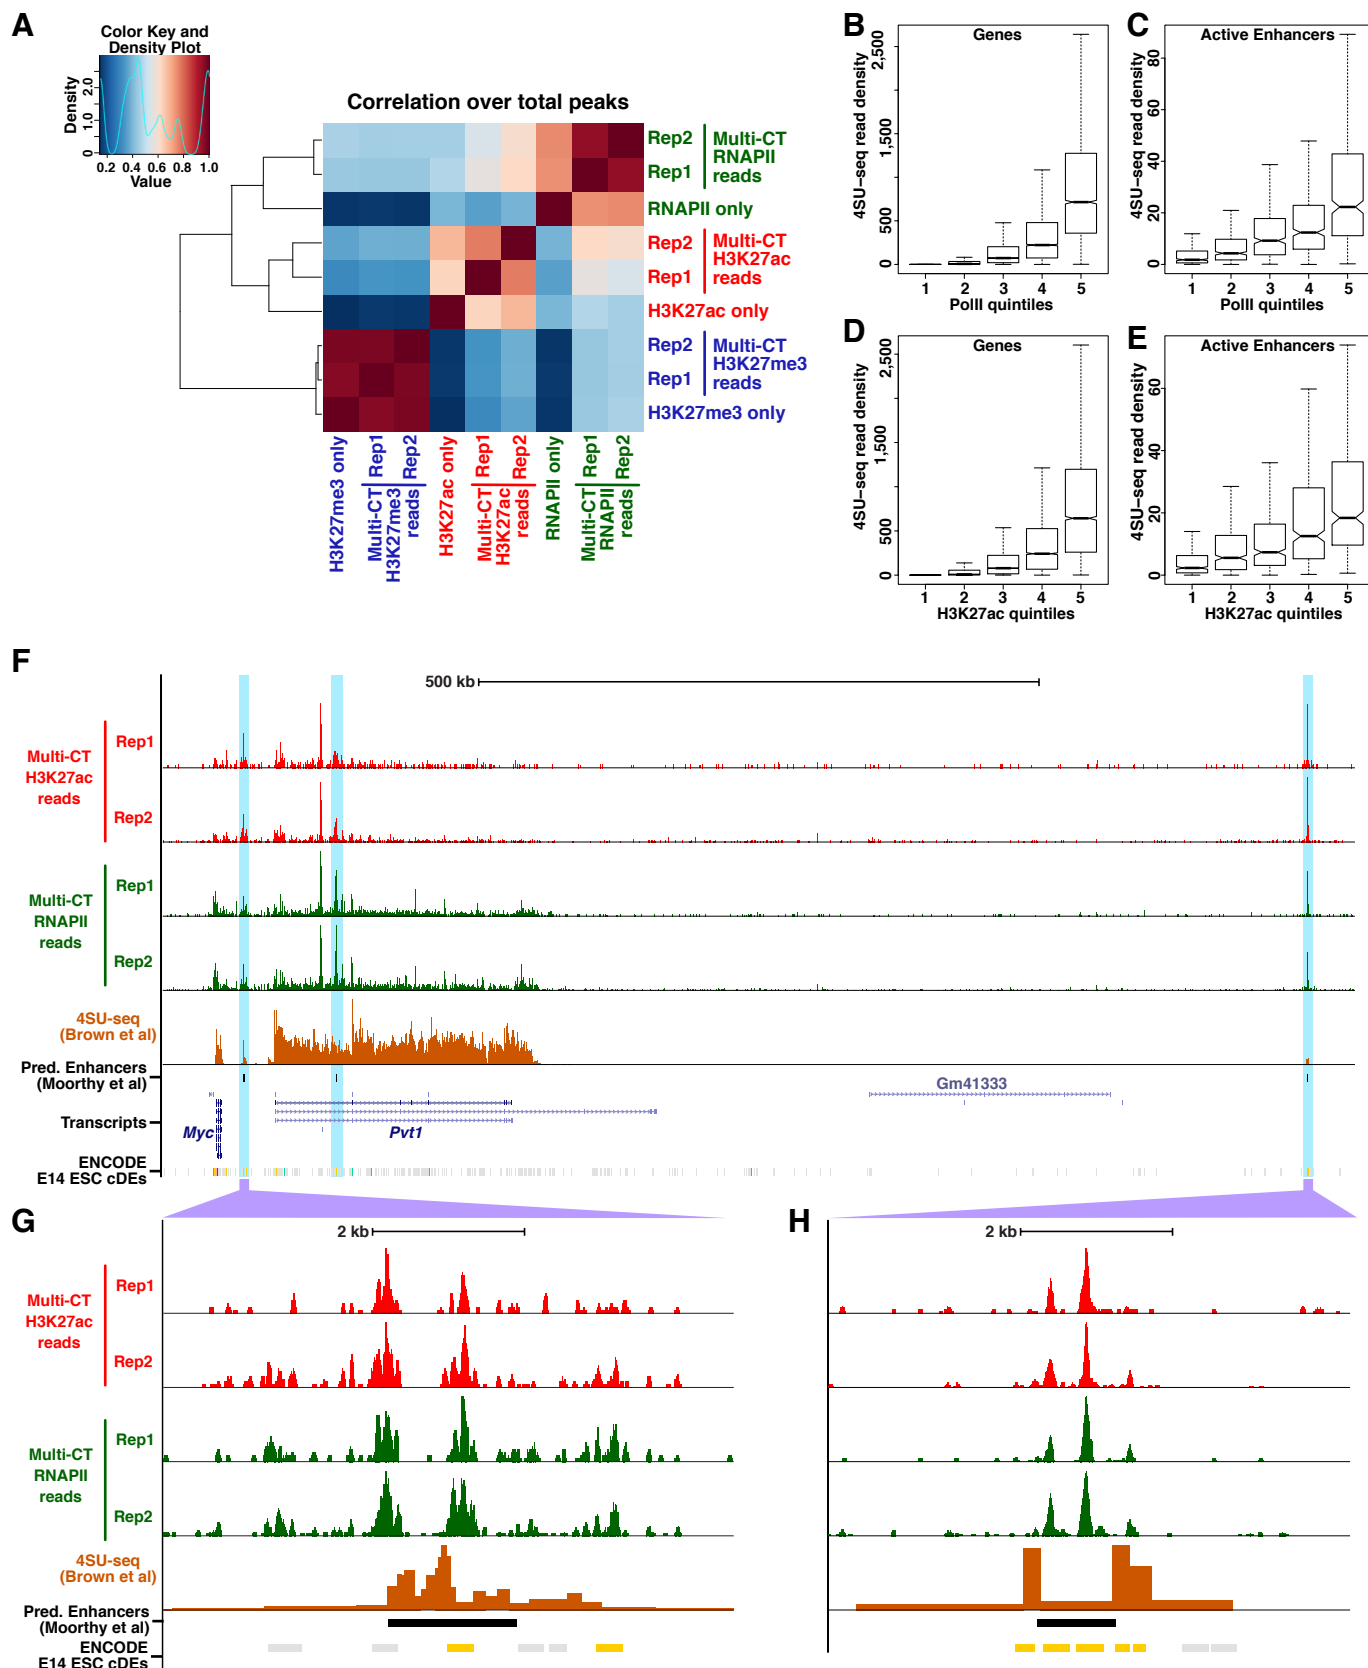 A
Color Key and
Density Plot
Density
0
1.0
2.0
0.2 0.4 0.6 0.8 1.0
Value
Correlation over total peaks
Rep2
Rep1
Multi-CT
RNAPII
reads
RNAPII only
Rep2
Rep1
Multi-CT
H3K27ac
reads
H3K27ac only
Rep2
Rep1
Multi-CT
H3K27me3
reads
H3K27me3 only
H3K27me3 only
Multi-CT
H3K27me3
reads
Rep1
Rep2
H3K27ac only
Multi-CT
H3K27ac
reads
Rep1
Rep2
RNAPII only
Multi-CT
RNAPII
reads
Rep1
Rep2
B
Genes
4SU−seq read density
0
500
1,500
2,500
1 2 3 4 5
PolII quintiles
C
Active Enhancers
4SU−seq read density
0
20
40
60
80
1 2 3 4 5
PolII quintiles
D
Genes
4SU−seq read density
0
500
1,500
2,500
1 2 3 4 5
H3K27ac quintiles
E
Active Enhancers
4SU−seq read density
0
20
40
60
1 2 3 4 5
H3K27ac quintiles
F
500 kb
Multi-CT
H3K27ac
reads
Rep1
Rep2
Multi-CT
RNAPII
reads
Rep1
Rep2
4SU-seq
(Brown et al)
Pred. Enhancers
(Moorthy et al)
Gm41333
Transcripts
Myc
Pvt1
ENCODE
E14 ESC cDEs
G
2 kb
H
2 kb
Multi-CT
H3K27ac
reads
Rep1
Rep2
Multi-CT
RNAPII
reads
Rep1
Rep2
4SU-seq
(Brown et al)
Pred. Enhancers
(Moorthy et al)
ENCODE
E14 ESC cDEs